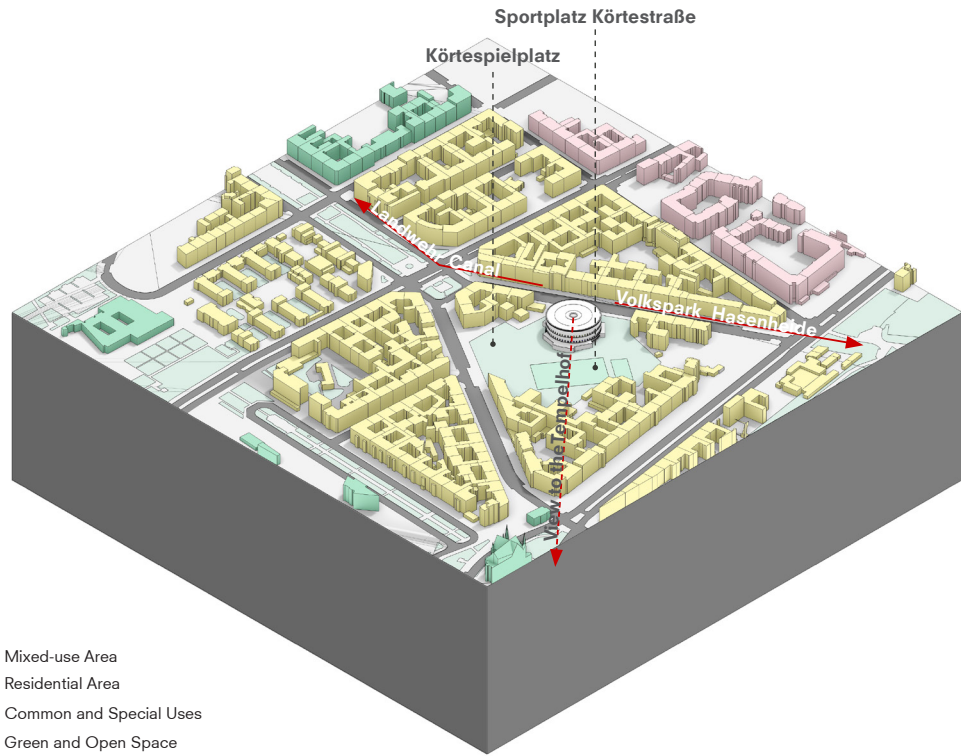 Sportplatz Körtestraße
Körtespielplatz
Landwehr Canal
Volkspark Hasenheide
View to the Tempelhof
Mixed-use Area
Residential Area
Common and Special Uses
Green and Open Space